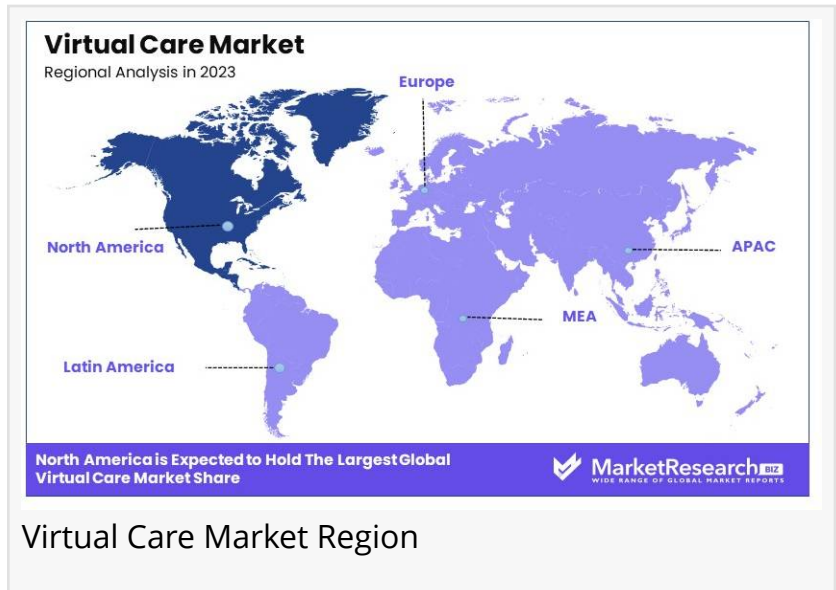 Virtual Care Market
Regional Analysis in 2023
Europe
North America
APAC
MEA
Latin America
North America is Expected to Hold The Largest Global
Virtual Care Market Share
MarketResearch BIZ
WIDE RANGE OF GLOBAL MARKET REPORTS
Virtual Care Market Region